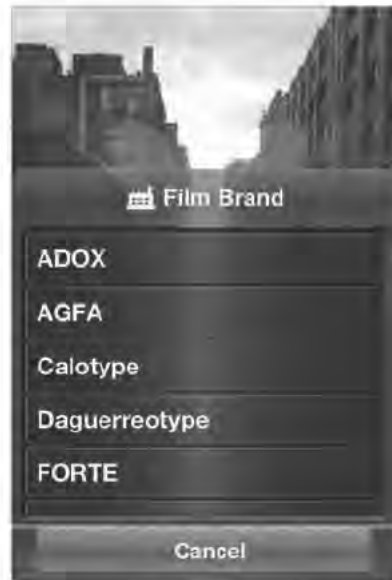 Film Brand
ADOX
AGFA
Calotype
Daguerreotype
FORTE
Cancel